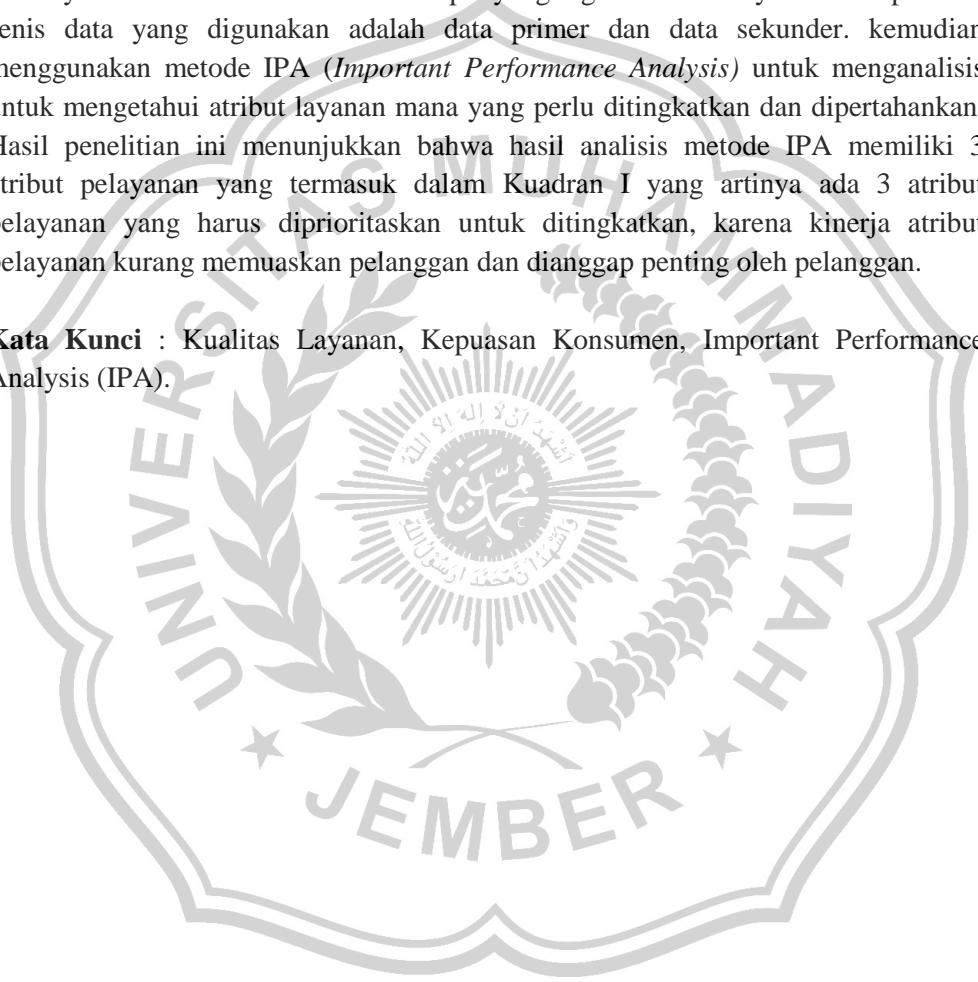 jenis data yang digunakan adalah data primer dan data sekunder. kemudian
menggunakan metode IPA (Important Performance Analysis) untuk menganalisis
untuk mengetahui atribut layanan mana yang perlu ditingkatkan dan dipertahankan.
Hasil penelitian ini menunjukkan bahwa hasil analisis metode IPA memiliki 3
atribut pelayanan yang termasuk dalam Kuadran I yang artinya ada 3 atribut
pelayanan yang harus diprioritaskan untuk ditingkatkan, karena kinerja atribut
pelayanan kurang memuaskan pelanggan dan dianggap penting oleh pelanggan.
Kata Kunci : Kualitas Layanan, Kepuasan Konsumen, Important Performance
Analysis (IPA).
UNIVERSITAS MUHAMMADIYAH
JEMBER